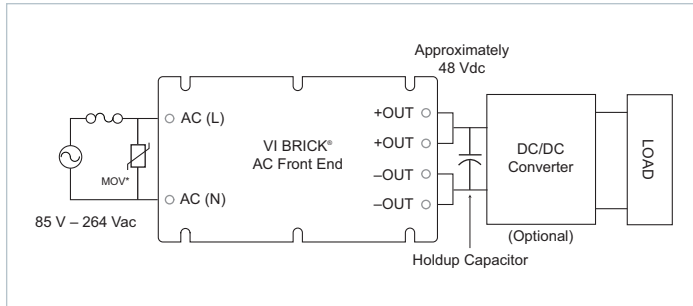 Approximately
48 Vdc
AC (L)
+OUT
+OUT
VI BRICK®
AC Front End
DC/DC
Converter
LOAD
MOV*
AC (N)
–OUT
–OUT
85 V – 264 Vac
(Optional)
Holdup Capacitor